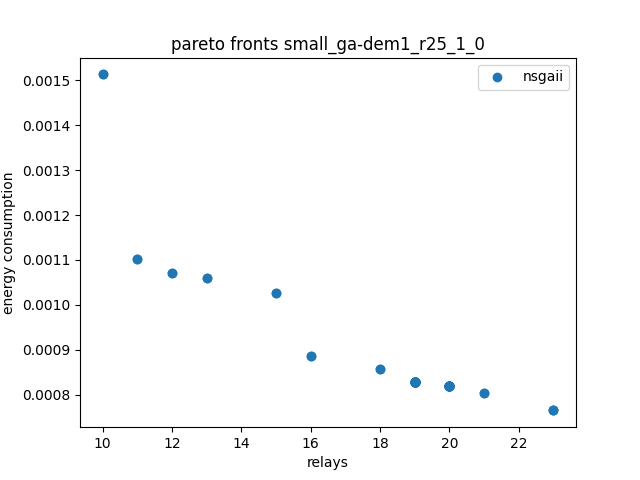 pareto fronts small_ga-dem1_r25_1_0
nsgaii
0.0015
0.0014
0.0013
0.0012
0.0011
0.0010
0.0009
0.0008
energy consumption
10 12 14 16 18 20 22
relays